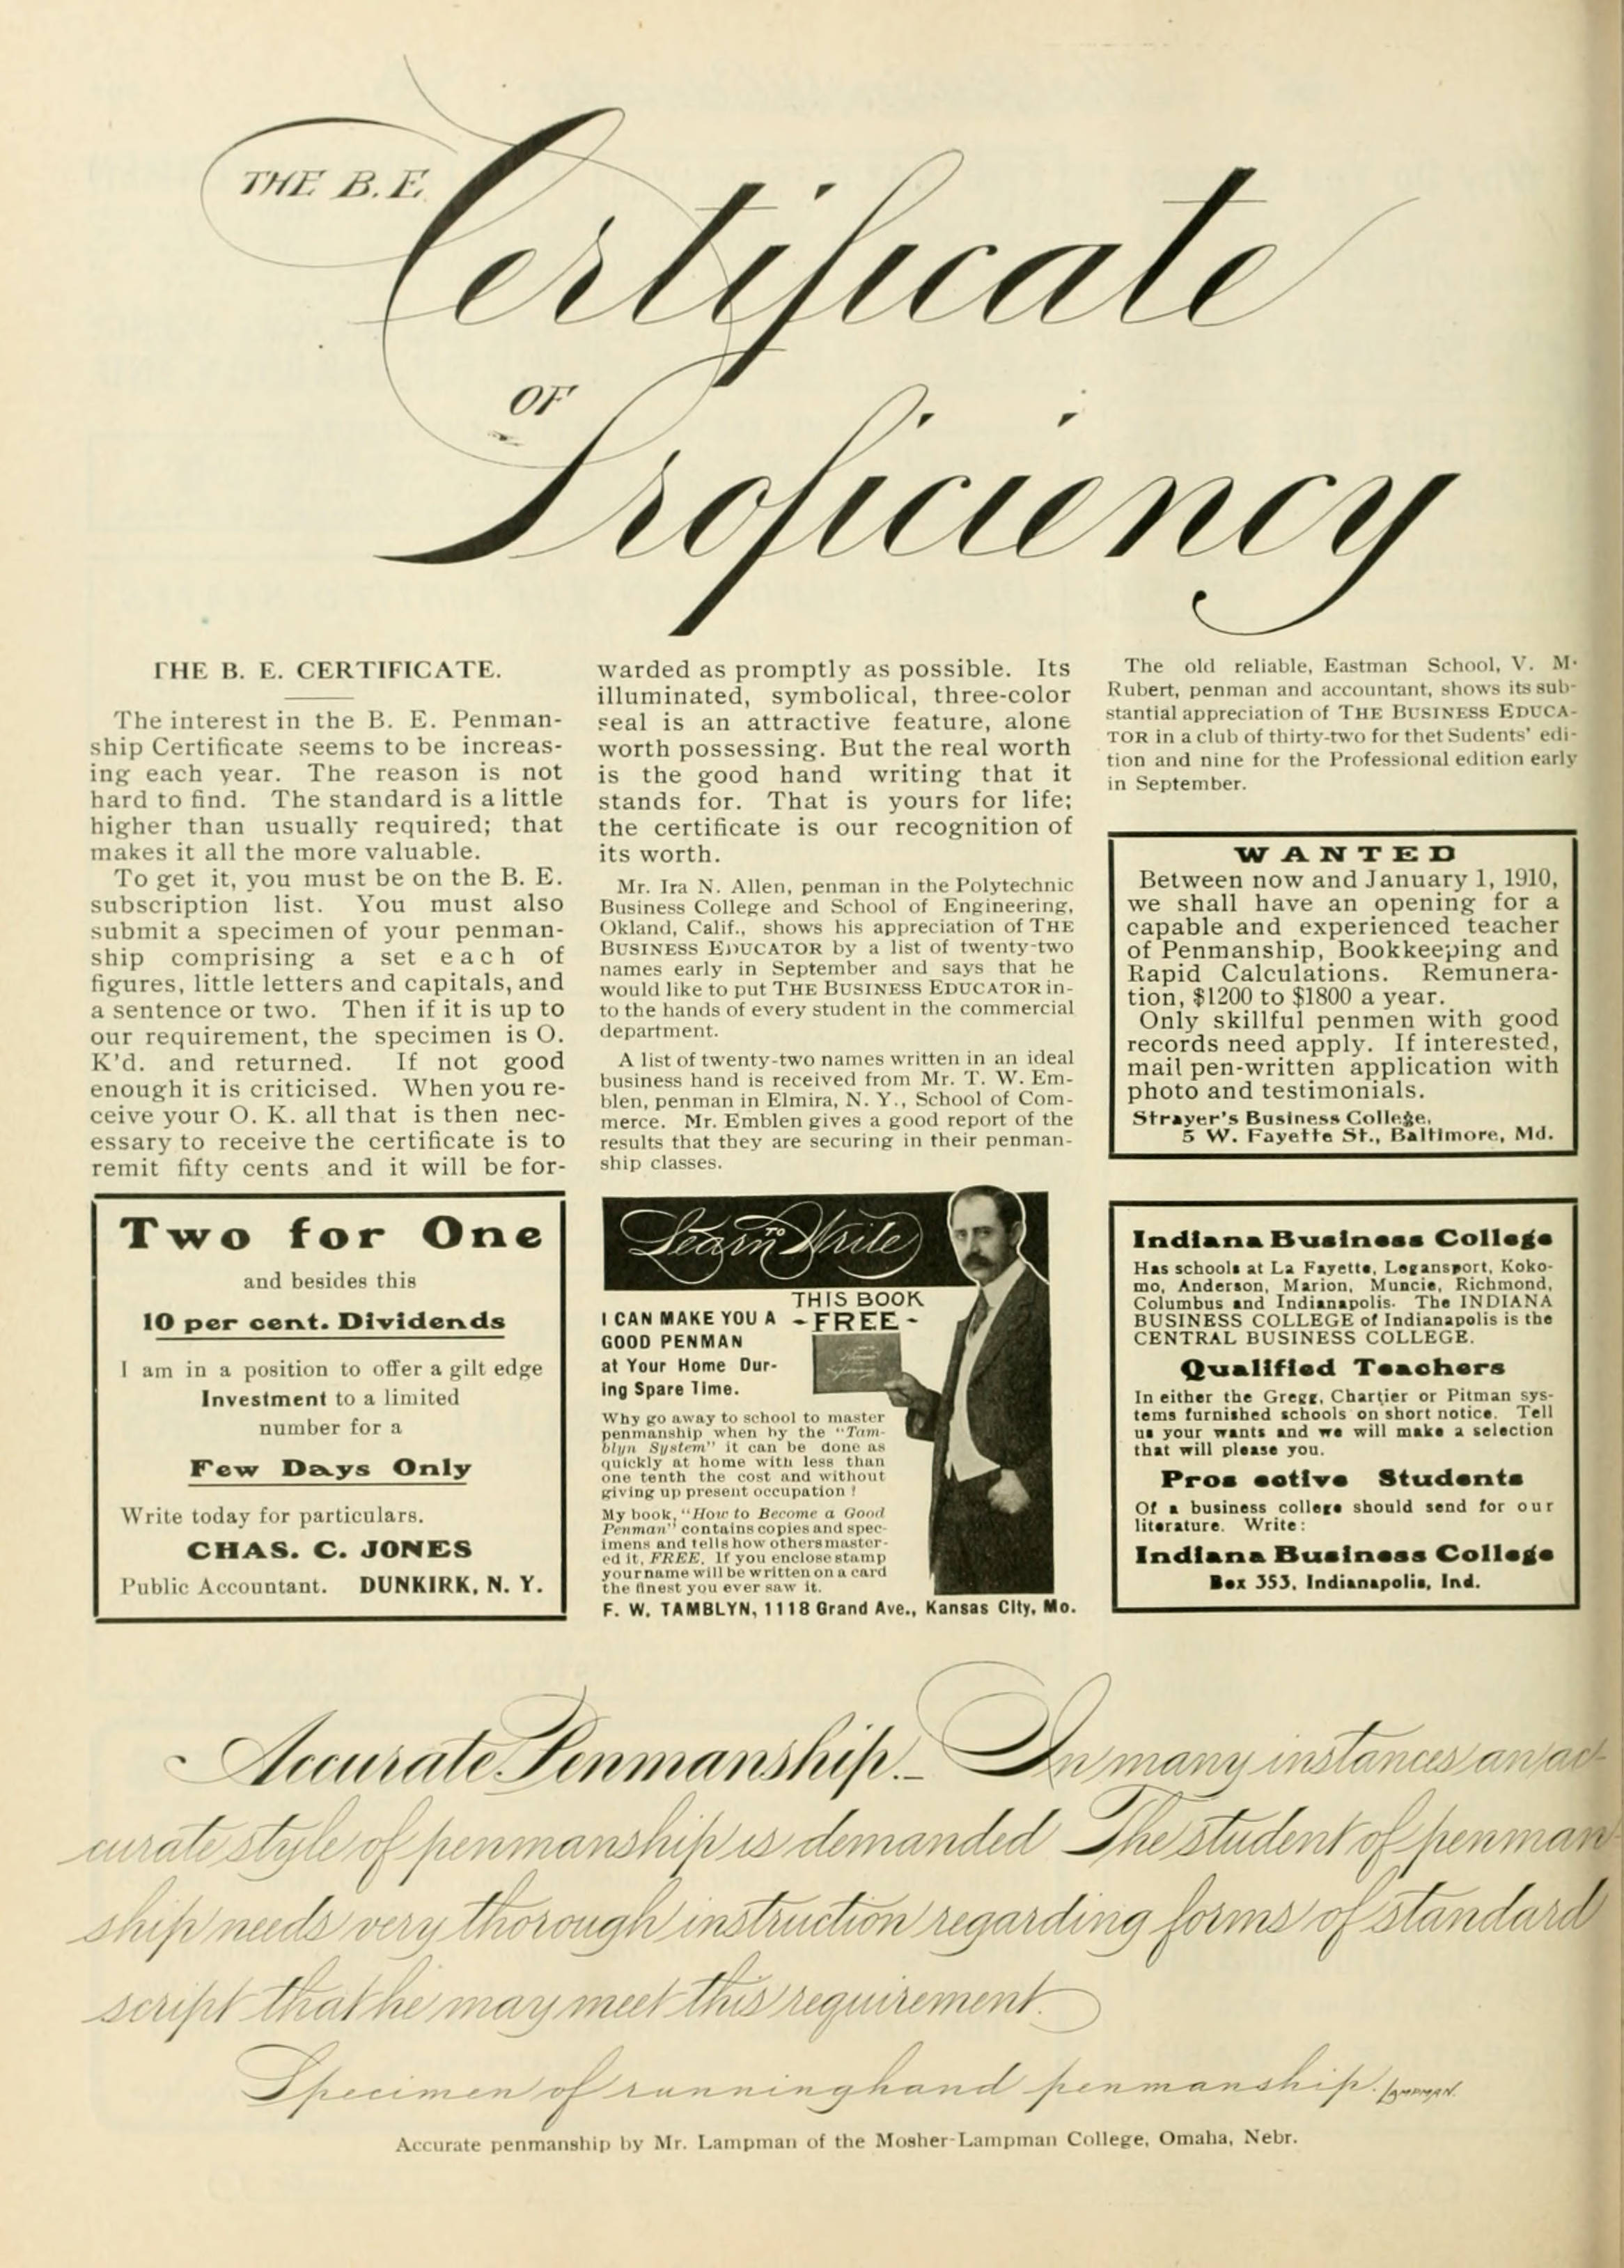 THE B. E.
Certificate
OF
Proficiency
THE B. E. CERTIFICATE.
The interest in the B. E. Penman-
ship Certificate seems to be increas-
ing each year. The reason is not
hard to find. The standard is a little
higher than usually required; that
makes it all the more valuable.
To get it, you must be on the B. E.
subscription list. You must also
submit a specimen of your penman-
ship comprising a set each of
figures, little letters and capitals, and
a sentence or two. Then if it is up to
our requirement, the specimen is O.
K'd. and returned. If not good
enough it is criticised. When you re-
ceive your O. K. all that is then nec-
essary to receive the certificate is to
remit fifty cents and it will be for-
warded as promptly as possible. Its
illuminated, symbolical, three-color
seal is an attractive feature, alone
worth possessing. But the real worth
is the good hand writing that it
stands for. That is yours for life;
the certificate is our recognition of
its worth.
Mr. Ira N. Allen, penman in the Polytechnic
Business College and School of Engineering,
Okland, Calif., shows his appreciation of THE
BUSINESS EDUCATOR by a list of twenty-two
names early in September and says that he
would like to put THE BUSINESS EDUCATOR in-
to the hands of every student in the commercial
department.
A list of twenty-two names written in an ideal
business hand is received from Mr. T. W. Em-
blen, penman in Elmira, N. Y., School of Com-
merce. Mr. Emblen gives a good report of the
results that they are securing in their penman-
ship classes.
The old reliable, Eastman School, V. M.
Rubert, penman and accountant, shows its sub-
stantial appreciation of THE BUSINESS EDUCA-
TOR in a club of thirty-two for thet Sudents' edi-
tion and nine for the Professional edition early
in September.
WANTED
Between now and January 1, 1910,
we shall have an opening for a
capable and experienced teacher
of Penmanship, Bookkeeping and
Rapid Calculations. Remunera-
tion, $1200 to $1800 a year.
Only skillful penmen with good
records need apply. If interested,
mail pen-written application with
photo and testimonials.
Strayer's Business College,
5 W. Fayette St., Baltimore, Md.
Two for One
and besides this
10 per cent. Dividends
I am in a position to offer a gilt edge
Investment to a limited
number for a
Few Days Only
Write today for particulars.
CHAS. C. JONES
Public Accountant. DUNKIRK, N. Y.
Learn to Write
THIS BOOK
-FREE-
I CAN MAKE YOU A
GOOD PENMAN
at Your Home Dur-
ing Spare Time.
Why go away to school to master
penmanship when by the "Tam-
blyn System" it can be done as
quickly at home with less than
one tenth the cost and without
giving up present occupation!
My book, "How to Become a Good
Penman" contains copies and spec-
imens and tells how others master-
ed it, FREE. If you enclose stamp
your name will be written on a card
the finest you ever saw it.
F. W. TAMBLYN, 1118 Grand Ave., Kansas City, Mo.
Indiana Business College
Has schools at La Fayette, Logansport, Koko-
mo, Anderson, Marion, Muncie, Richmond,
Columbus and Indianapolis. The INDIANA
BUSINESS COLLEGE of Indianapolis is the
CENTRAL BUSINESS COLLEGE.
Qualified Teachers
In either the Gregg, Chartier or Pitman sys-
tems furnished schools on short notice. Tell
us your wants and we will make a selection
that will please you.
Pros ective Students
Of a business college should send for our
literature. Write:
Indiana Business College
Box 353, Indianapolis, Ind.
Accurate Penmanship.- In many instances an ac-
curate style of penmanship is demanded The student of penman
ship needs very thorough instruction regarding forms of standard
script that he may meet this requirement.
Specimen of runninghand penmanship. LAMPMAN.
Accurate penmanship by Mr. Lampman of the Mosher-Lampman College, Omaha, Nebr.